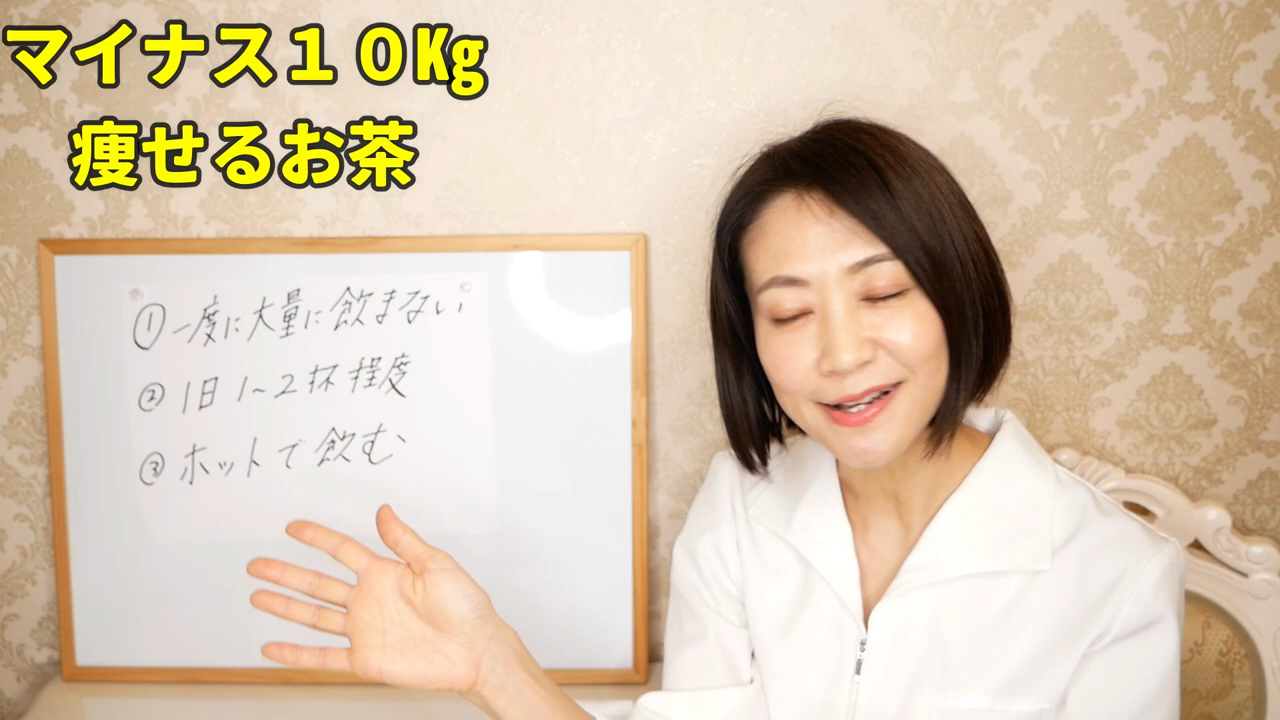 マイナス１０㎏
痩せるお茶
①一度に大量に飲まない
②1日1~2杯程度
③ホットで飲む